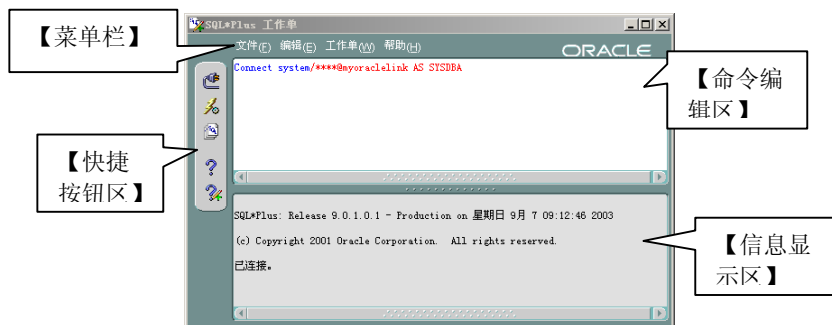 SQL*Plus 工作单
【菜单栏】
文件(F) 编辑(E) 工作单(W) 帮助(H)
ORACLE
Connect system/****@myoraclelink AS SYSDBA
【命令编
辑区】
【快捷
按钮区】
SQL*Plus: Release 9.0.1.0.1 - Production on 星期日 9月 7 09:12:46 2003
(c) Copyright 2001 Oracle Corporation.  All rights reserved.
已连接。
【信息显
示区】